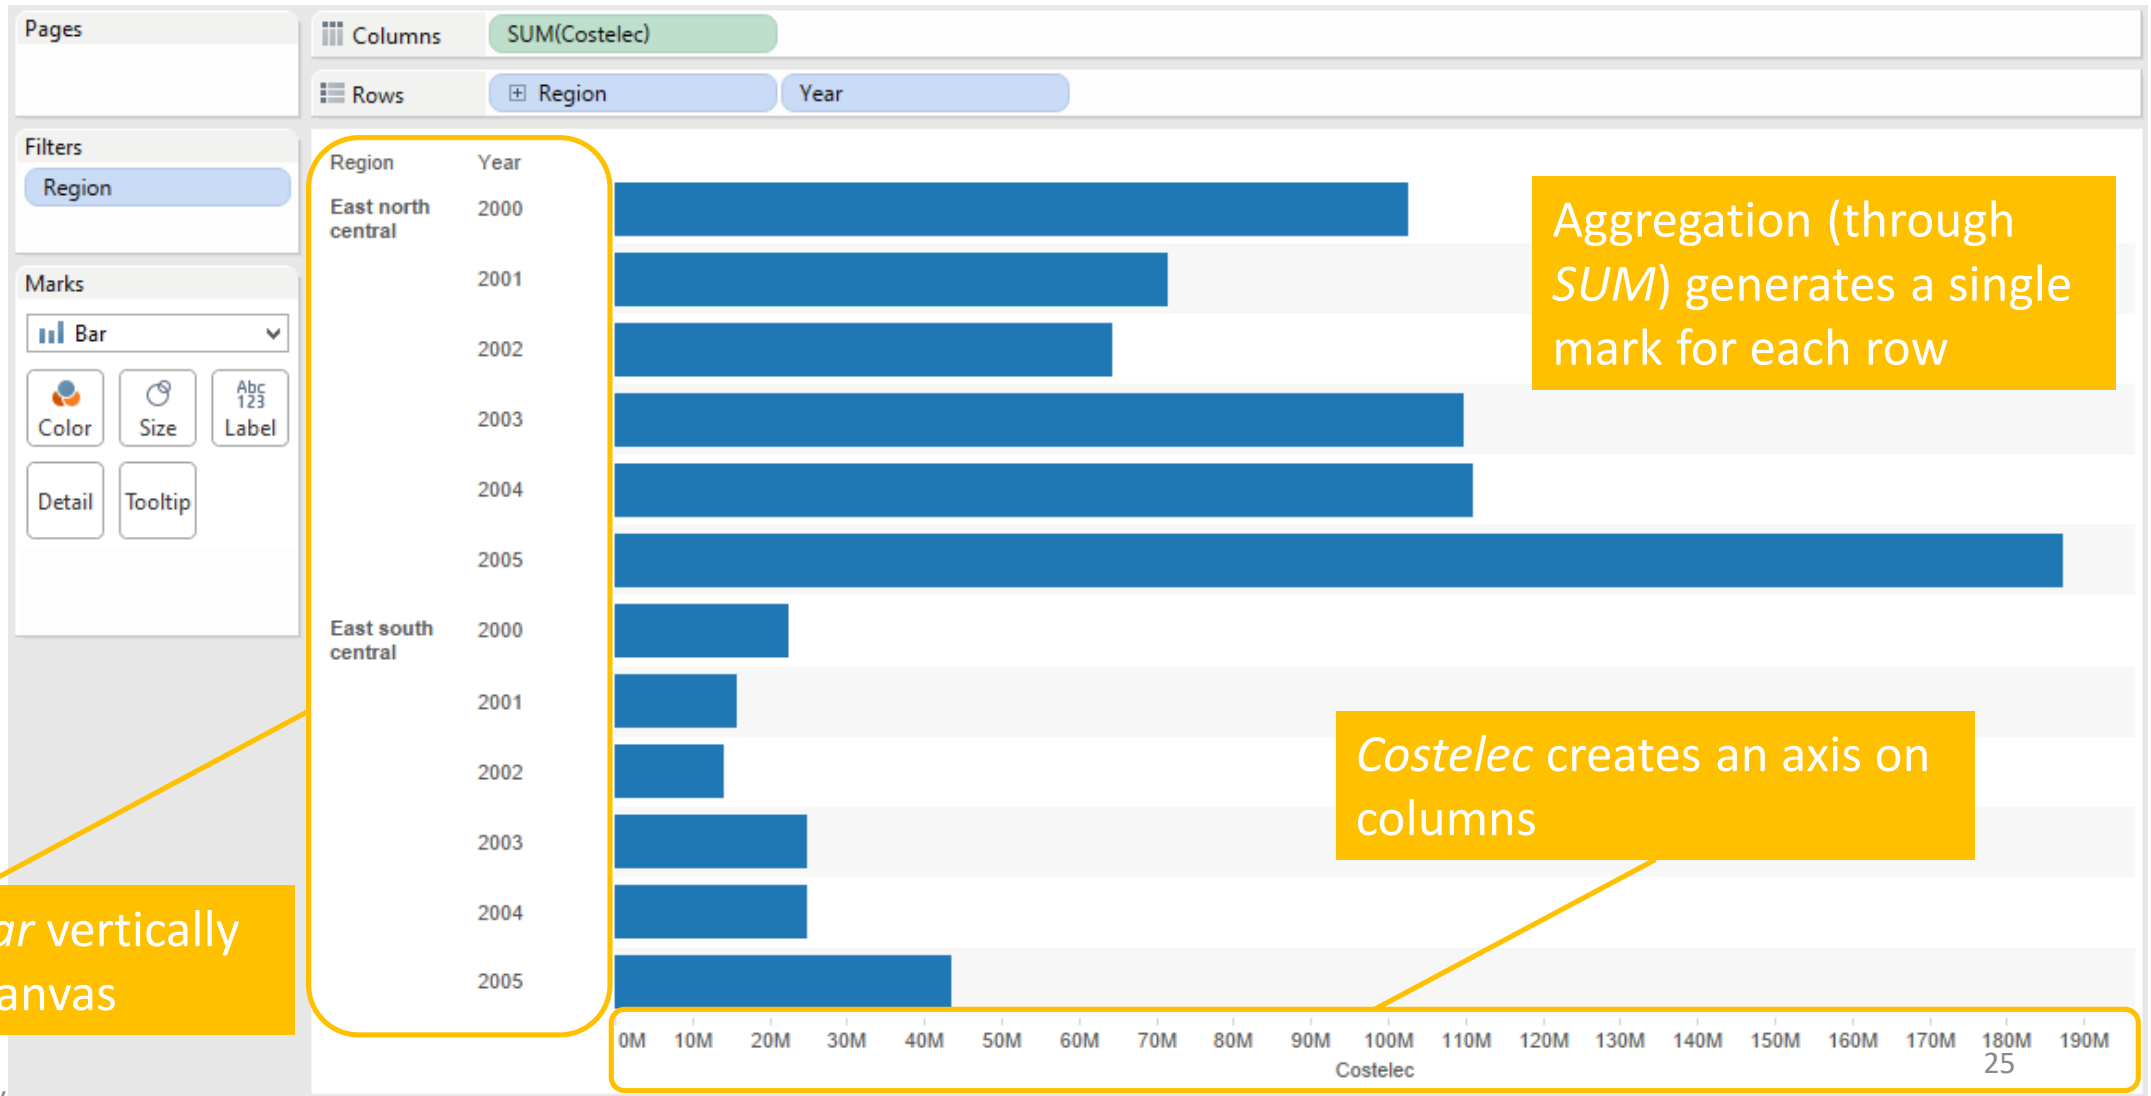 Pages
Columns
SUM(Costelec)
Rows
Region
Year
Filters
Region
Marks
Bar
Color
Size
Abc
123
Label
Detail
Tooltip
Region
Year
East north
central
2000
2001
2002
2003
2004
2005
East south
central
2000
2001
2002
2003
2004
2005
Aggregation (through
SUM) generates a single
mark for each row
Costelec creates an axis on
columns
vertically
0M 10M 20M 30M 40M 50M 60M 70M 80M 90M 100M 110M 120M 130M 140M 150M 160M 170M 180M 190M
Costelec
25